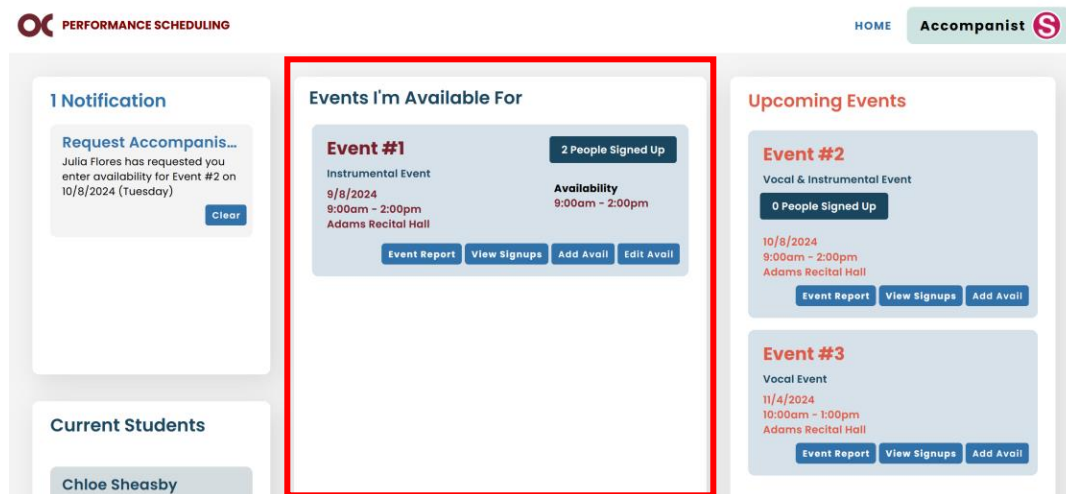 OC PERFORMANCE SCHEDULING
HOME
Accompanist S
1 Notification
Request Accompanis...
Julia Flores has requested you
enter availability for Event #2 on
10/8/2024 (Tuesday)
Clear
Current Students
Chloe Sheasby
Events I'm Available For
Event #1
2 People Signed Up
Instrumental Event
9/8/2024
9:00am - 2:00pm
Adams Recital Hall
Availability
9:00am - 2:00pm
Event Report View Signups Add Avail Edit Avail
Upcoming Events
Event #2
Vocal & Instrumental Event
0 People Signed Up
10/8/2024
9:00am - 2:00pm
Adams Recital Hall
Event Report View Signups Add Avail
Event #3
Vocal Event
11/4/2024
10:00am - 1:00pm
Adams Recital Hall
Event Report View Signups Add Avail